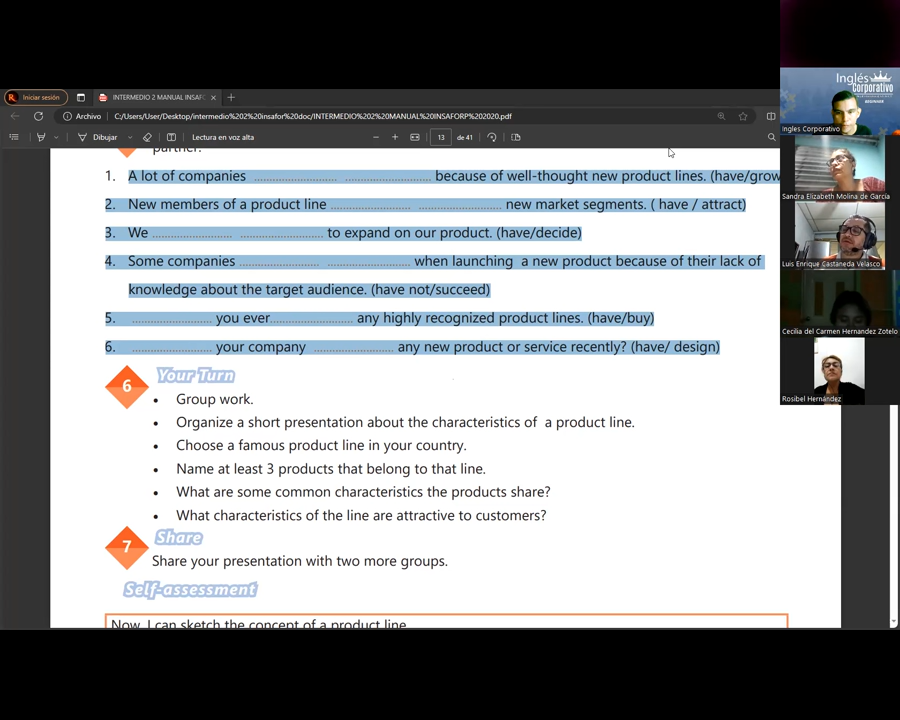 Iniciar sesión
INTERMEDIO 2 MANUAL INSAFO
Archivo C:/Users/User/Desktop/intermedio%202%20insafor%20doc/INTERMEDIO%202%20MANUAL%20INSAFORP%202020.pdf
Dibujar
Lectura en voz alta
13 de 41
partner.
1. A lot of companies .......................... .......................... because of well-thought new product lines. (have/grow
2. New members of a product line .......................... .......................... new market segments. ( have / attract)
3. We .......................... .......................... to expand on our product. (have/decide)
4. Some companies .......................... .......................... when launching a new product because of their lack of
knowledge about the target audience. (have not/succeed)
5. .......................... you ever.......................... any highly recognized product lines. (have/buy)
6. .......................... your company .......................... any new product or service recently? (have/ design)
6 Your Turn
• Group work.
• Organize a short presentation about the characteristics of a product line.
• Choose a famous product line in your country.
• Name at least 3 products that belong to that line.
• What are some common characteristics the products share?
• What characteristics of the line are attractive to customers?
7 Share
Share your presentation with two more groups.
Self-assessment
Now, I can sketch the concept of a product line
Inglés
Corporativo
BEGINNER
Ingles Corporativo
Sandra Elizabeth Molina de Garcia
Luis Enrique Castaneda Velasco
Cecilia del Carmen Hernandez Zotelo
Rosibel Hernández